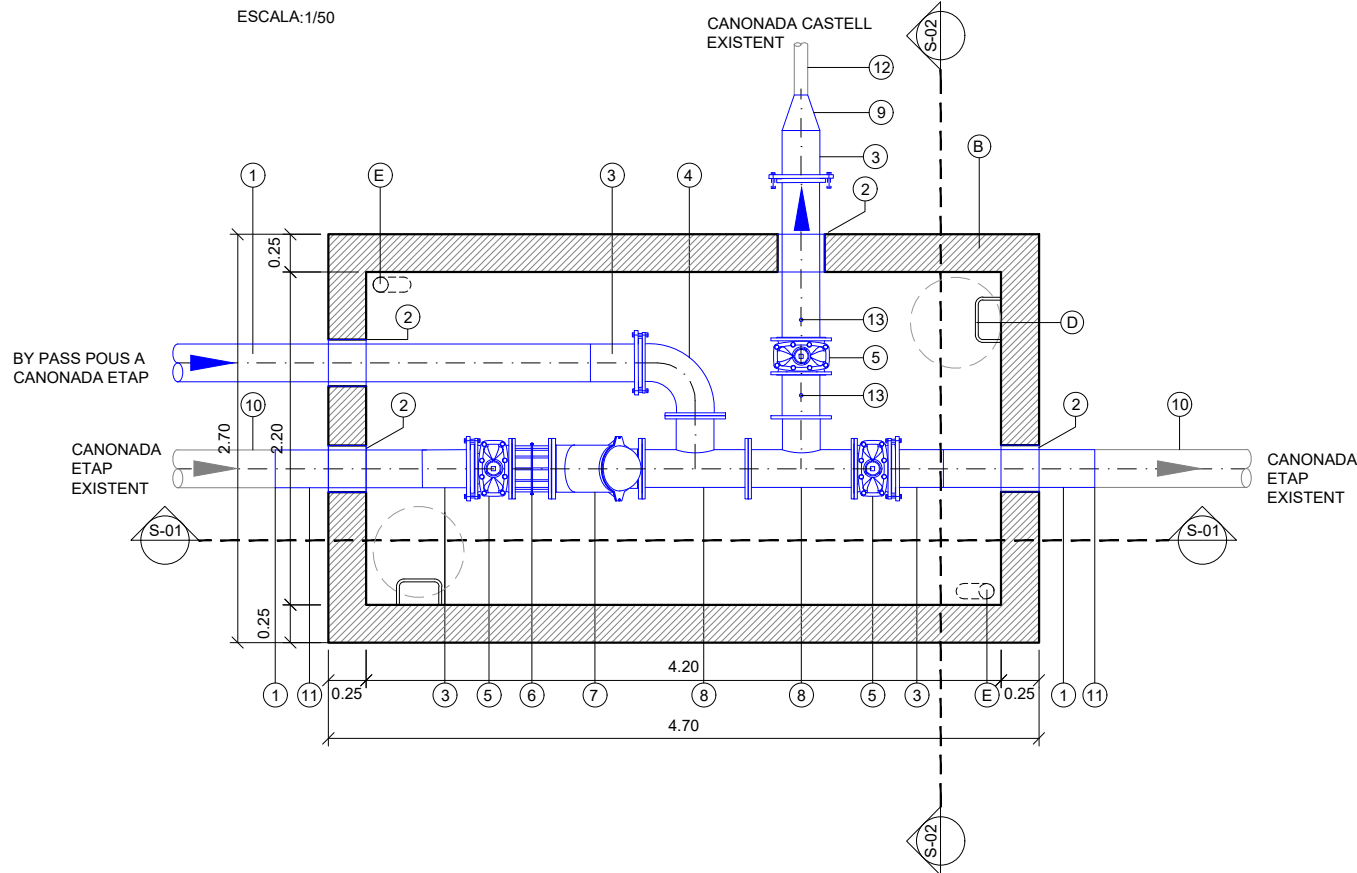 ESCALA:1/50
CANONADA CASTELL
EXISTENT
S-02
12
9
3
B
1
E
3
4
2
2
13
D
BY PASS POUS A
CANONADA ETAP
5
13
10
2
2
10
CANONADA
ETAP
EXISTENT
CANONADA
ETAP
EXISTENT
0.25
2.70
2.20
0.25
S-01
S-01
4.20
1
11
0.25
3
5
6
7
8
8
5
3
E
0.25
1
11
4.70
S-02